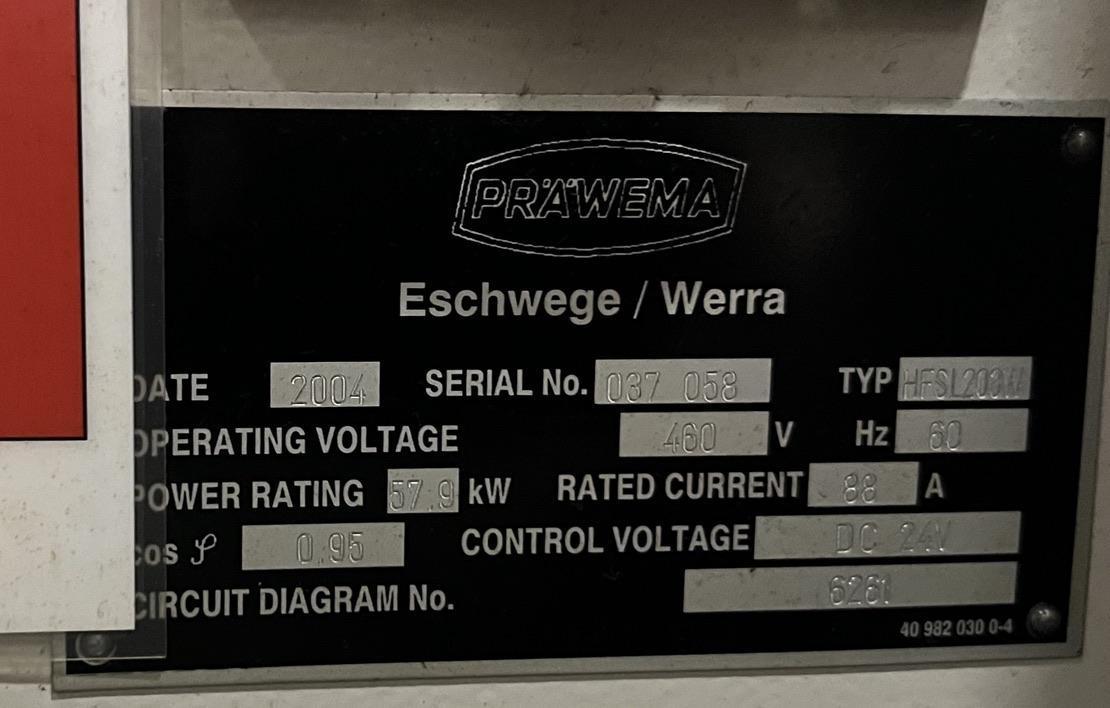 PRÄWEMA
Eschwege / Werra
DATE 2004 SERIAL No. 037 058 TYP
OPERATING VOLTAGE 460 V Hz 60
POWER RATING 57.9 kW RATED CURRENT 88 A
cos φ 0.95 CONTROL VOLTAGE DC 24V
CIRCUIT DIAGRAM No. 6261
40 982 030 0-4